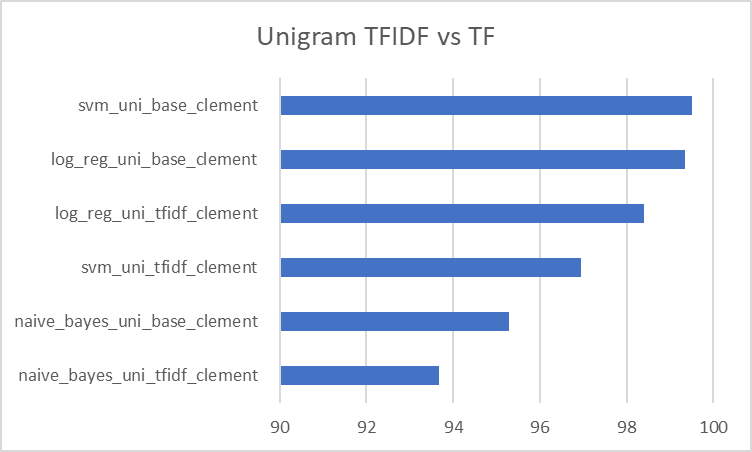 Unigram TFIDF vs TF
svm_uni_base_clement
log_reg_uni_base_clement
log_reg_uni_tfidf_clement
svm_uni_tfidf_clement
naive_bayes_uni_base_clement
naive_bayes_uni_tfidf_clement
90 92 94 96 98 100